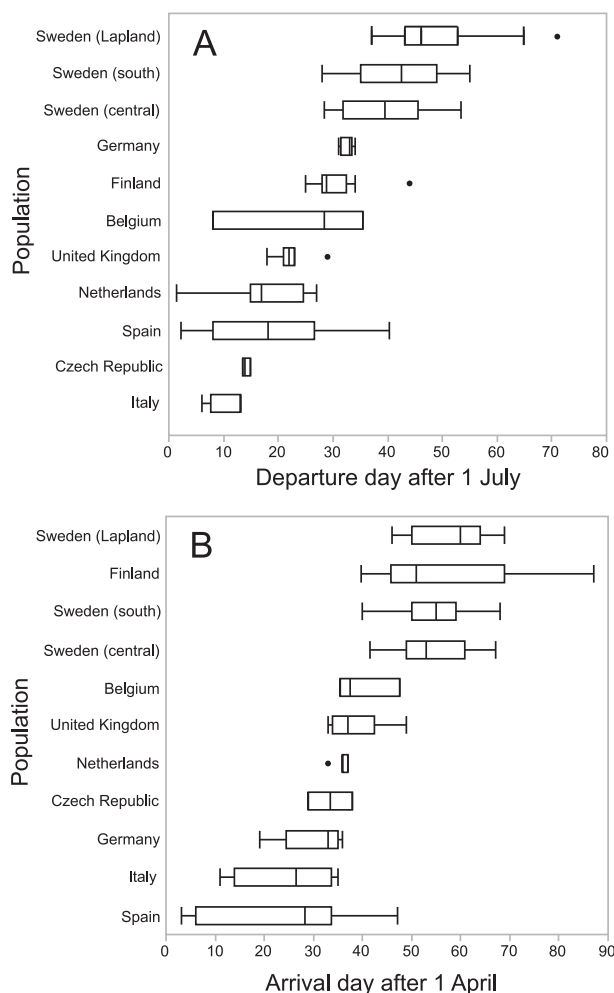 A
Population
Sweden (Lapland)
Sweden (south)
Sweden (central)
Germany
Finland
Belgium
United Kingdom
Netherlands
Spain
Czech Republic
Italy
0 10 20 30 40 50 60 70 80
Departure day after 1 July
B
Population
Sweden (Lapland)
Finland
Sweden (south)
Sweden (central)
Belgium
United Kingdom
Netherlands
Czech Republic
Germany
Italy
Spain
0 10 20 30 40 50 60 70 80 90
Arrival day after 1 April